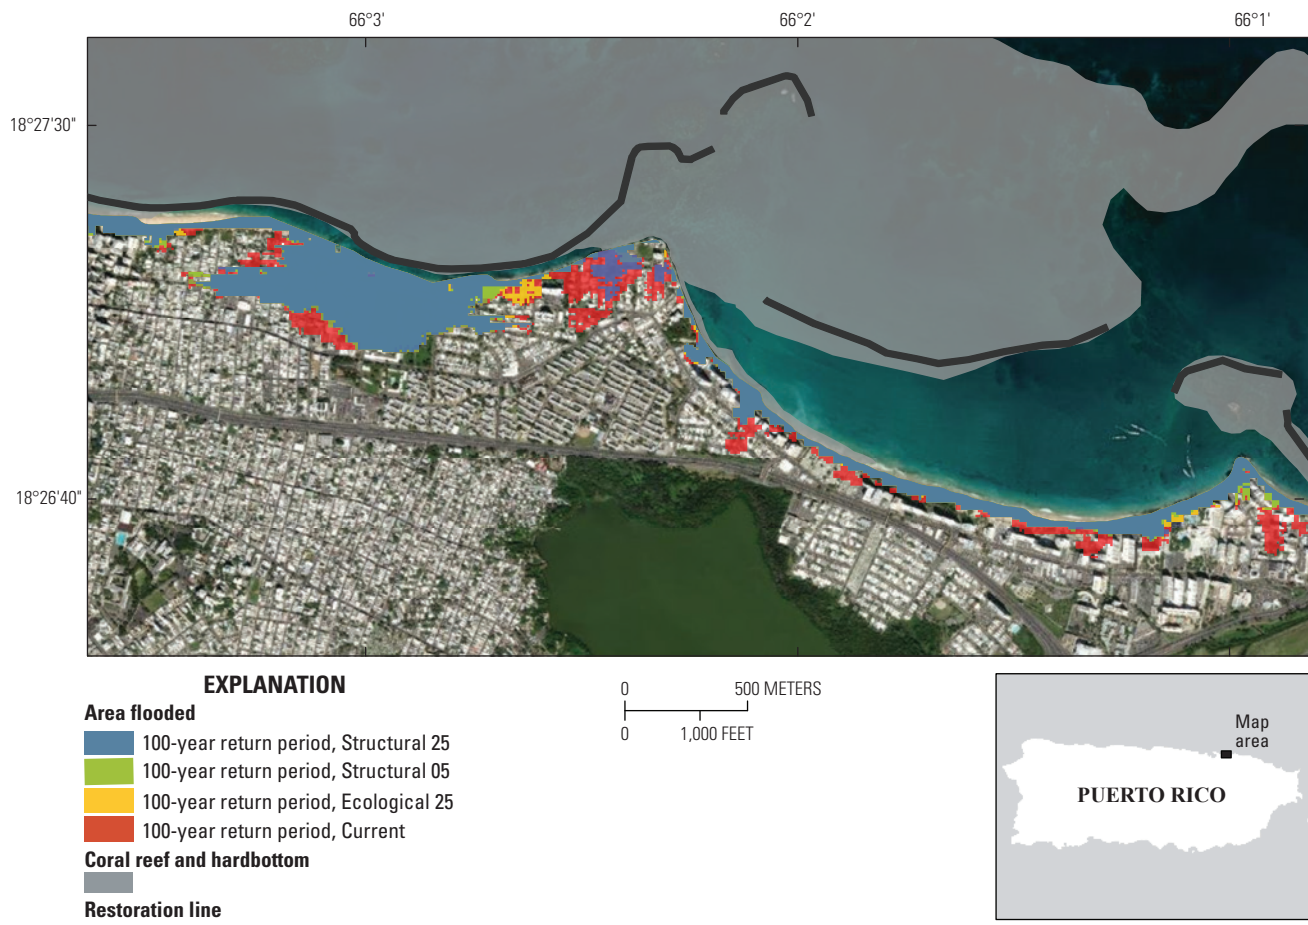 66°3' 66°2' 66°1'
18°27'30"
18°26'40"
EXPLANATION
Area flooded
100-year return period, Structural 25
100-year return period, Structural 05
100-year return period, Ecological 25
100-year return period, Current
Coral reef and hardbottom
Restoration line
0 500 METERS
0 1,000 FEET
Map
area
PUERTO RICO